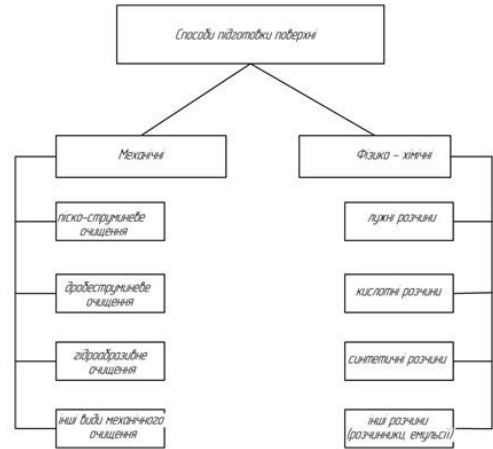 Способи підготовки поверхні
Механічні
Фізико – хімічні
піско-струминеве
очищення
лужні розчини
дробеструминеве
очищення
кислотні розчини
гідроабразивне
очищення
синтетичні розчини
інші види механічного
очищення
інші розчини
(розчинники, емульсії)